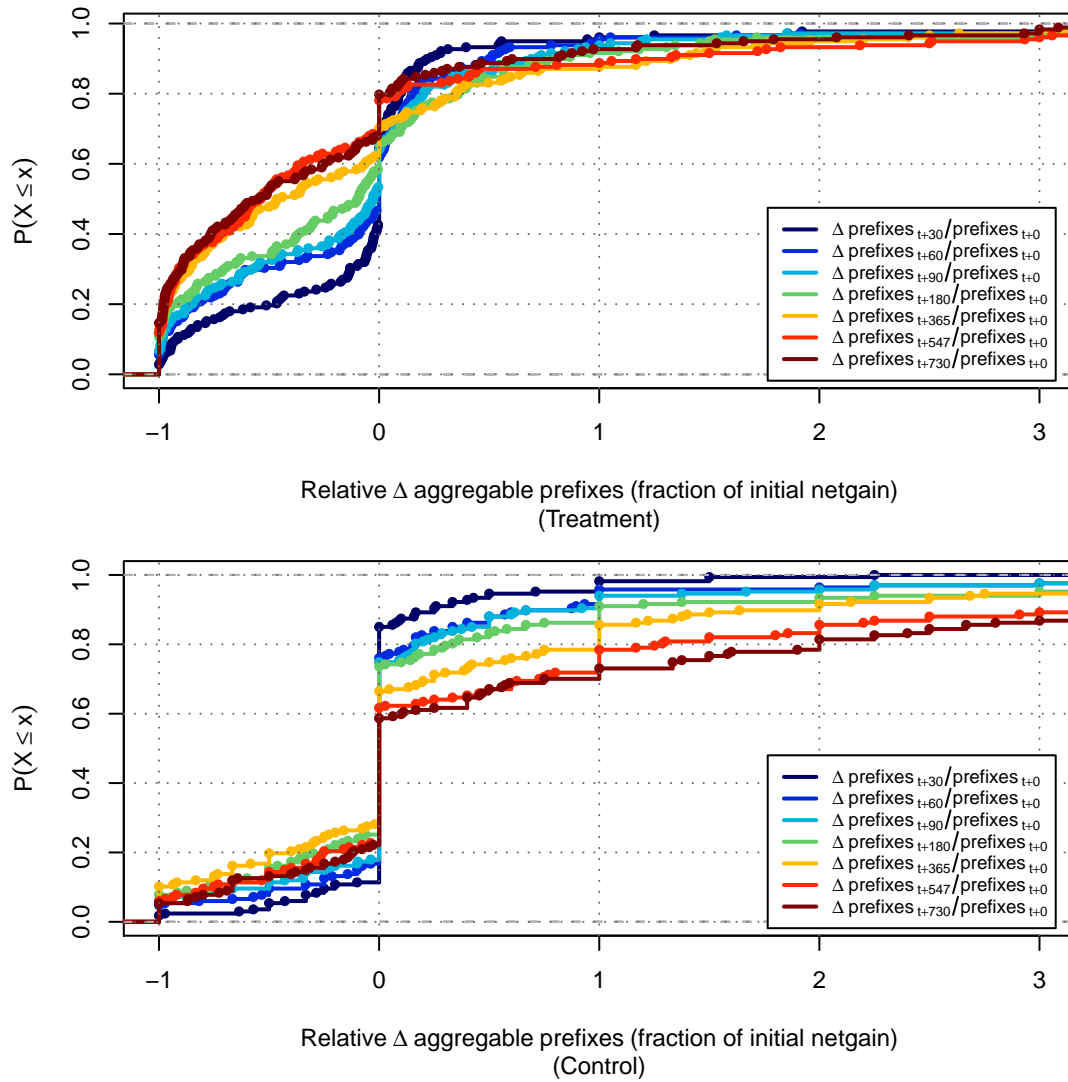 0.0 0.2 0.4 0.6 0.8 1.0
P(X ≤ x)
Δ prefixes t+30/prefixes t+0
Δ prefixes t+60/prefixes t+0
Δ prefixes t+90/prefixes t+0
Δ prefixes t+180/prefixes t+0
Δ prefixes t+365/prefixes t+0
Δ prefixes t+547/prefixes t+0
Δ prefixes t+730/prefixes t+0
−1 0 1 2 3
Relative Δ aggregable prefixes (fraction of initial netgain)
(Treatment)
0.0 0.2 0.4 0.6 0.8 1.0
P(X ≤ x)
Δ prefixes t+30/prefixes t+0
Δ prefixes t+60/prefixes t+0
Δ prefixes t+90/prefixes t+0
Δ prefixes t+180/prefixes t+0
Δ prefixes t+365/prefixes t+0
Δ prefixes t+547/prefixes t+0
Δ prefixes t+730/prefixes t+0
−1 0 1 2 3
Relative Δ aggregable prefixes (fraction of initial netgain)
(Control)